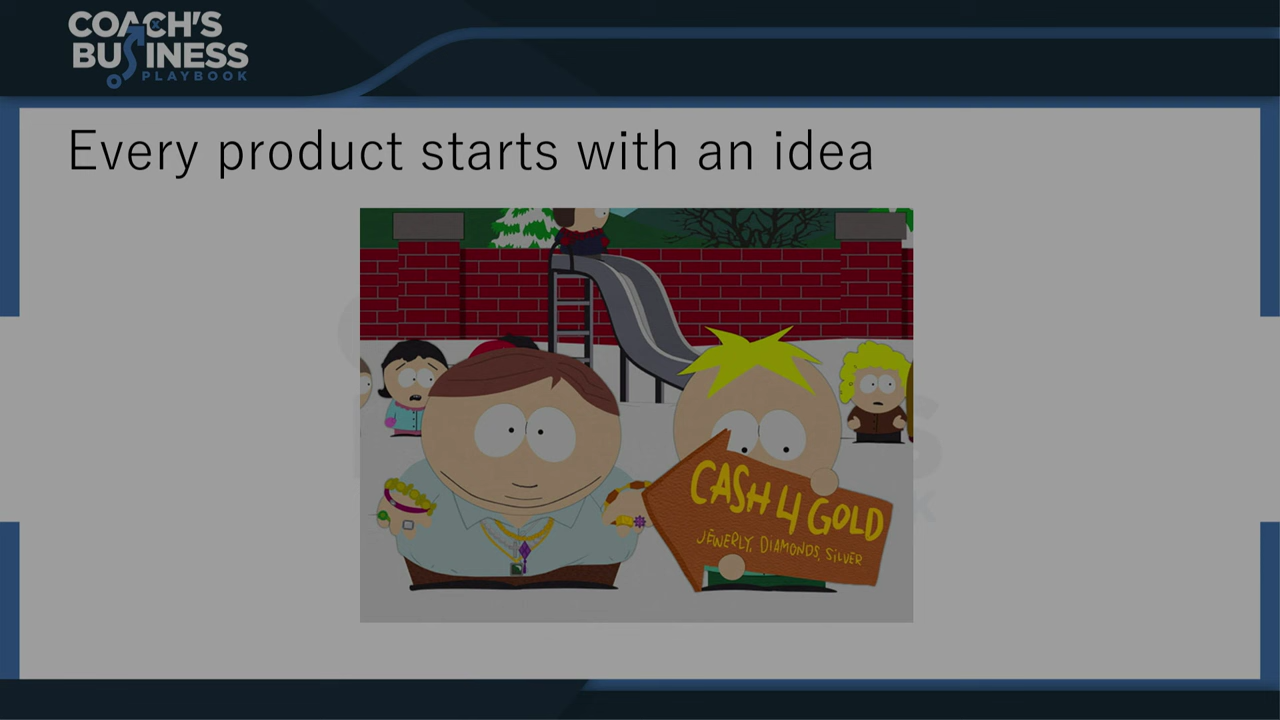 COACH'S
BUSINESS
PLAYBOOK
Every product starts with an idea
CASH 4 GOLD
JEWERLY, DIAMONDS, SILVER